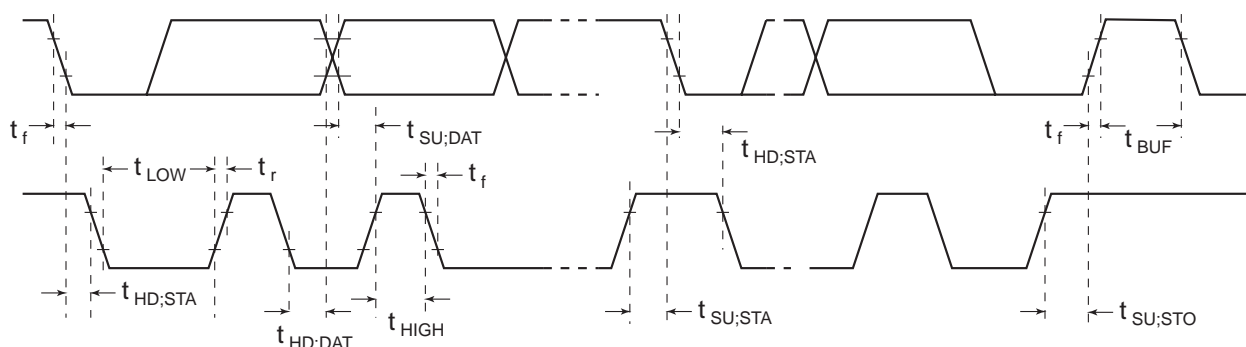 t f
t SU;DAT
t HD;STA
t f
t BUF
t LOW
t r
t f
t HD;STA
t HD;DAT
t HIGH
t SU;STA
t SU;STO